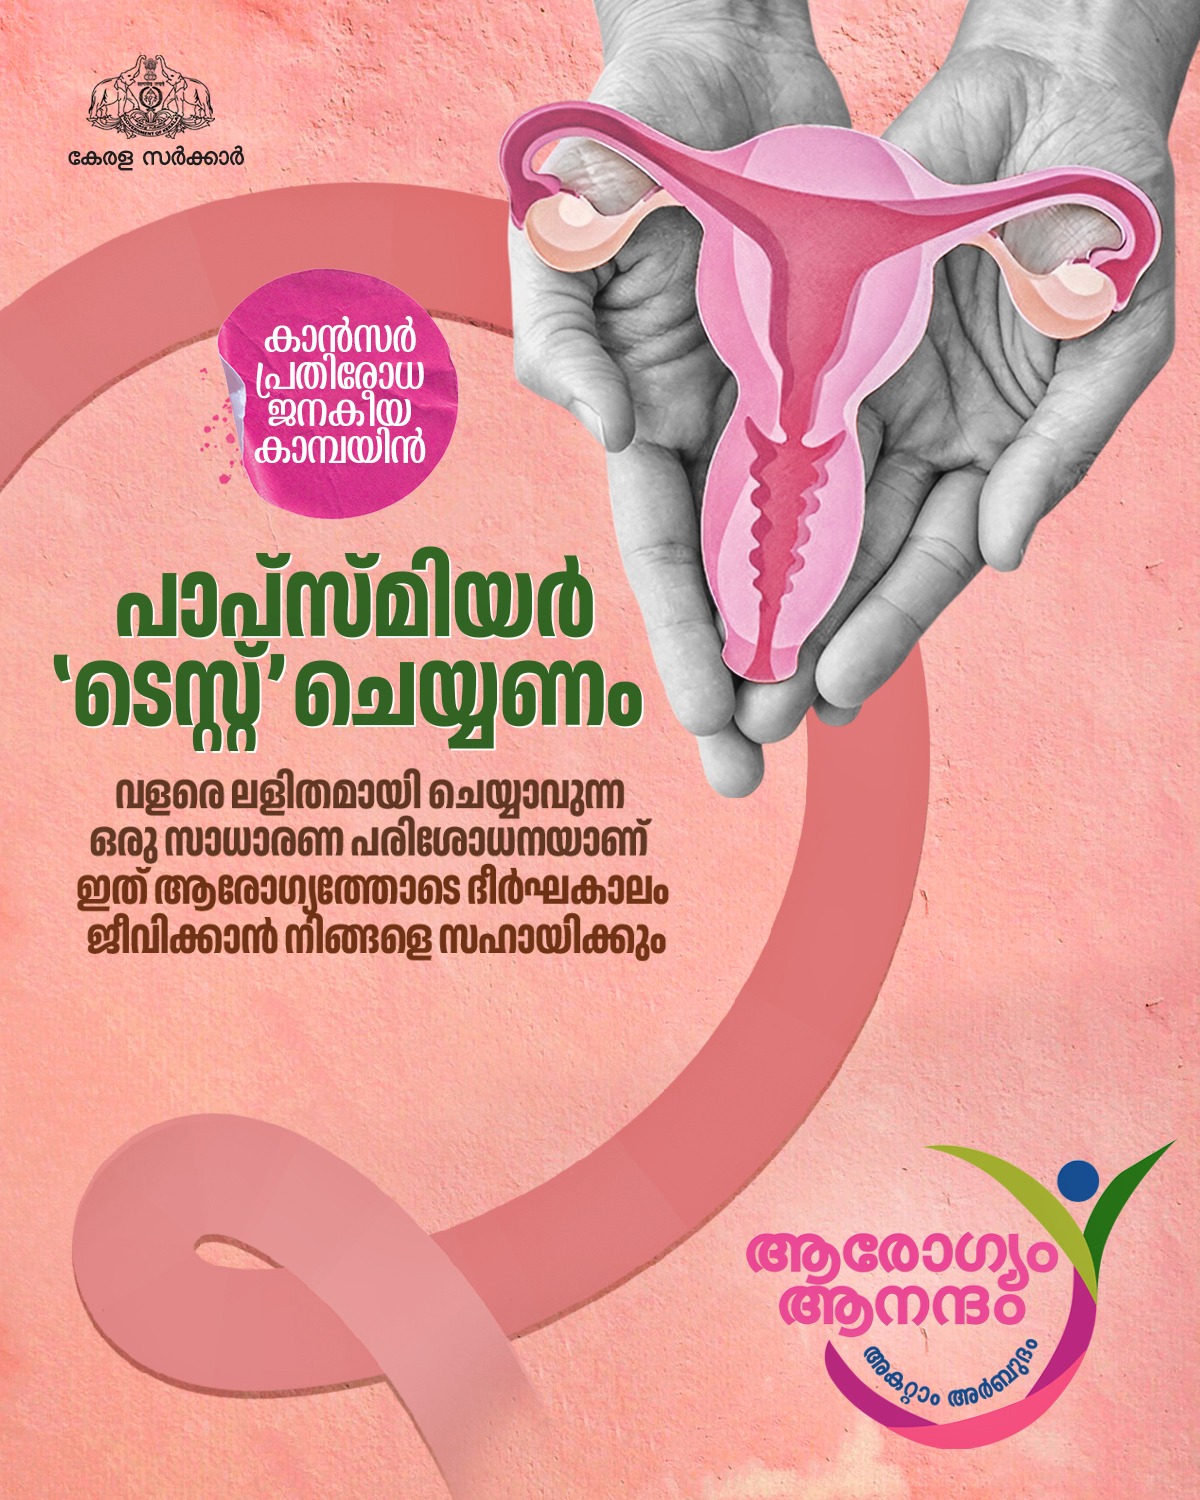 കേരള സർക്കാർ
കാൻസർ
പ്രതിരോധ
ജനകീയ
കാമ്പയിൻ
പാപ്സ്മിയർ
'ടെസ്റ്റ്' ചെയ്യണം
വളരെ ലളിതമായി ചെയ്യാവുന്ന
ഒരു സാധാരണ പരിശോധനയാണ്
ഇത് ആരോഗ്യത്തോടെ ദീർഘകാലം
ജീവിക്കാൻ നിങ്ങളെ സഹായിക്കും
ആരോഗ്യം
ആനന്ദം
അകറ്റാം അർബുദം